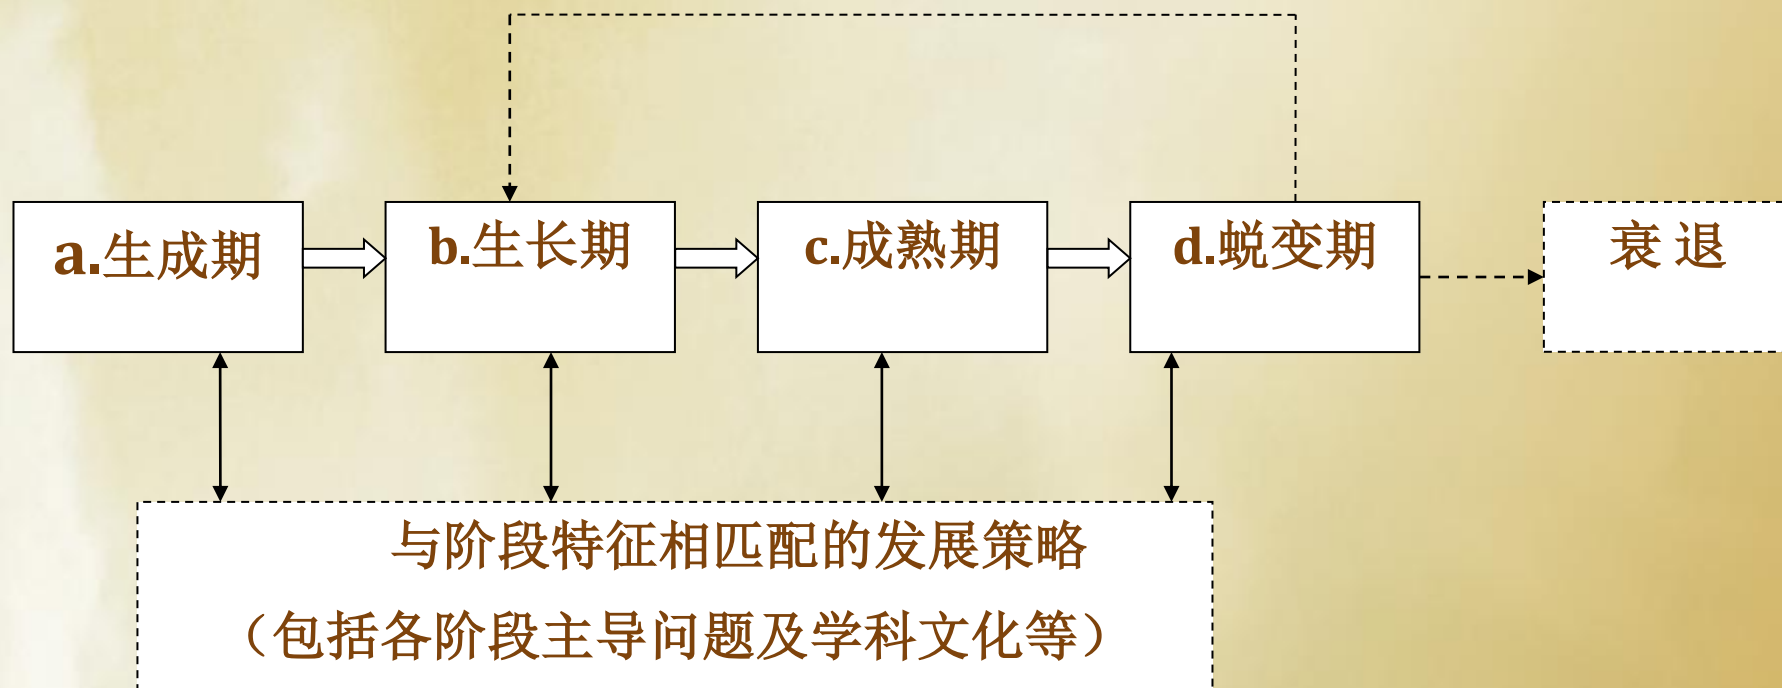 a.生成期
b.生长期
c.成熟期
d.蜕变期
衰 退
与阶段特征相匹配的发展策略
（包括各阶段主导问题及学科文化等）